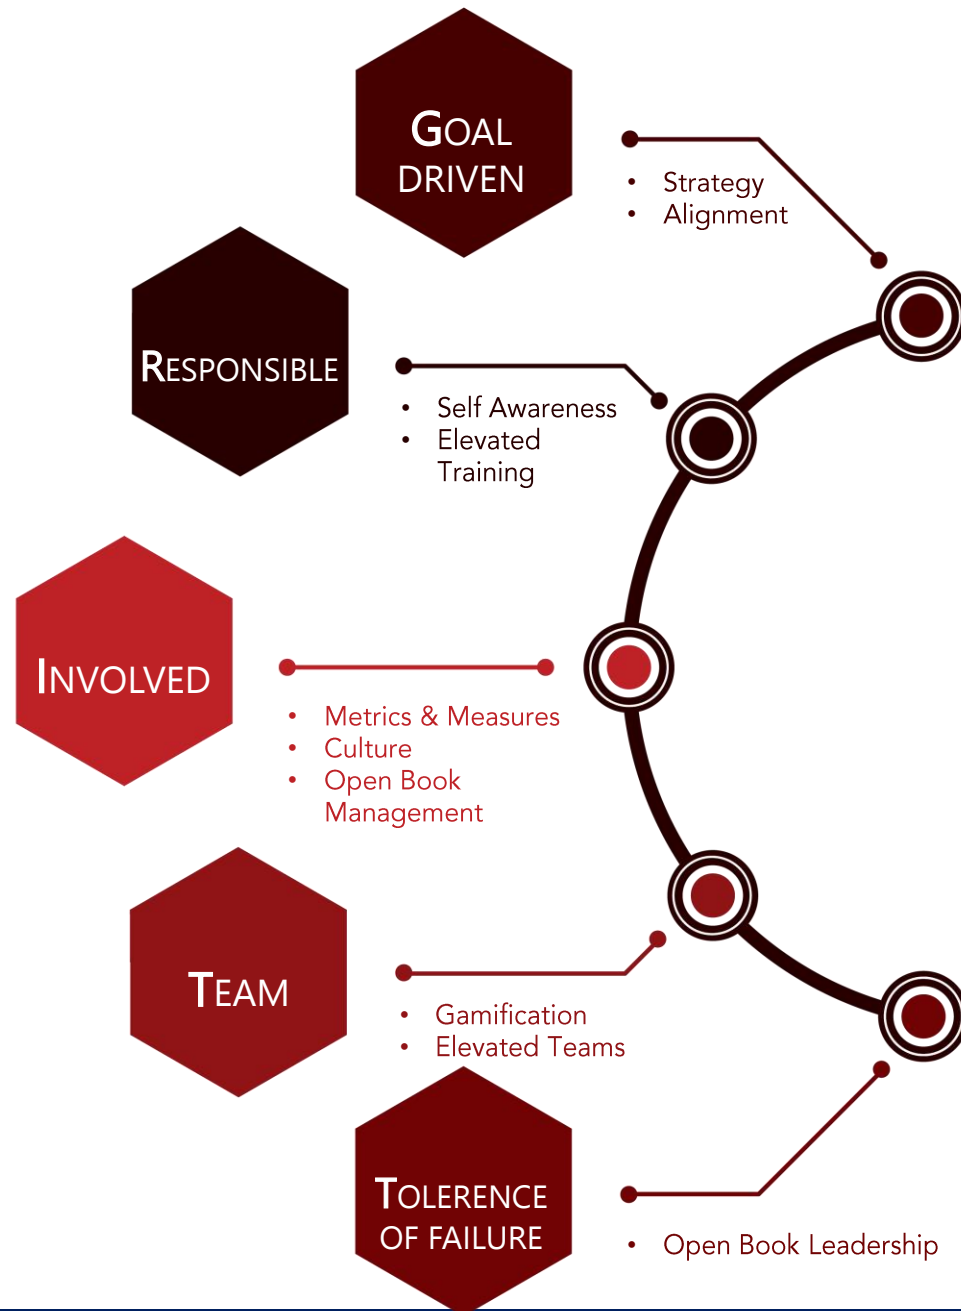 GOAL
DRIVEN
• Strategy
• Alignment
RESPONSIBLE
• Self Awareness
• Elevated
Training
INVOLVED
• Metrics & Measures
• Culture
• Open Book
Management
TEAM
• Gamification
• Elevated Teams
TOLERENCE
OF FAILURE
• Open Book Leadership